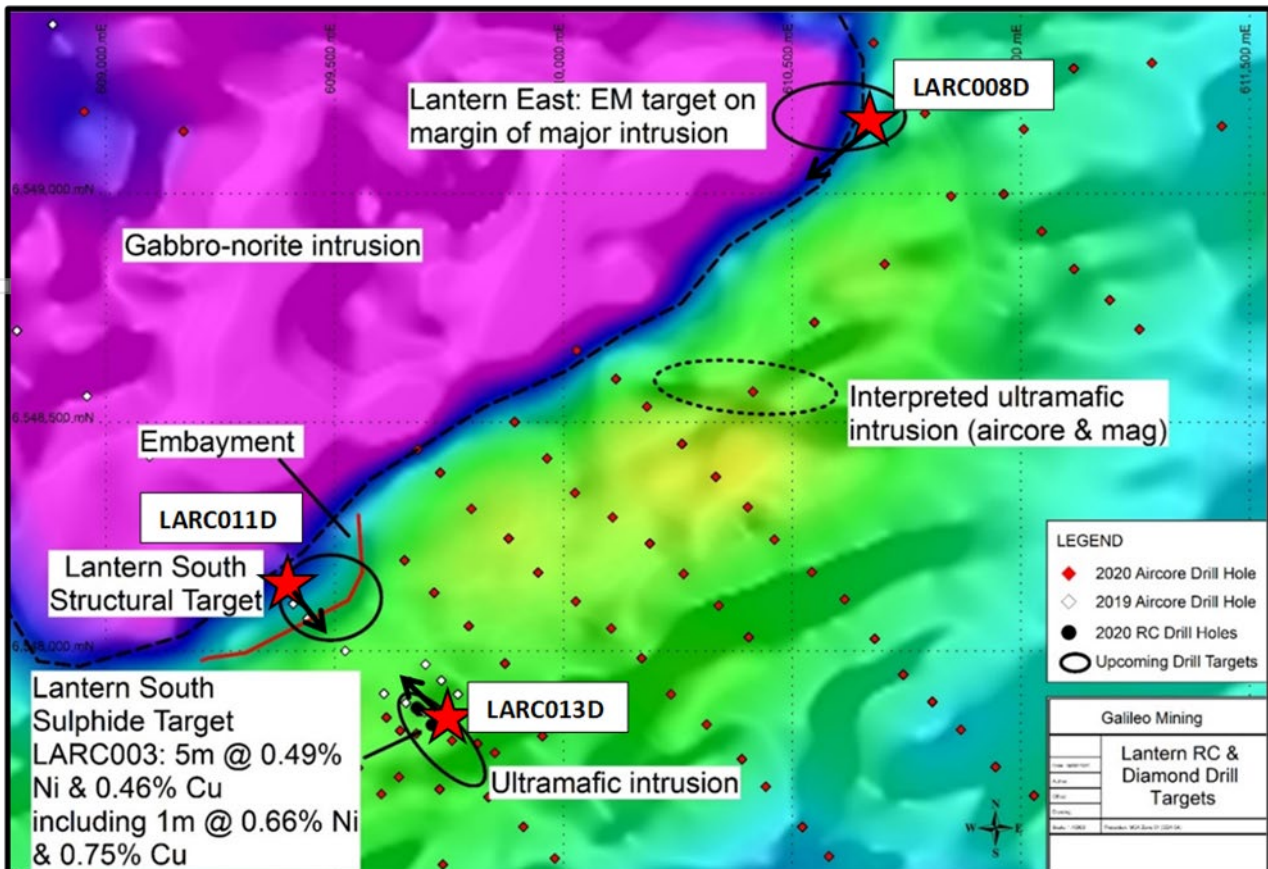 609,000 mE
609,500 mE
610,500 mE
611,500 mE
LARC008D
Lantern East: EM target on
margin of major intrusion
6,549,000 mN
Gabbro-norite intrusion
6,548,500 mN
Interpreted ultramafic
intrusion (aircore & mag)
Embayment
LARC011D
Lantern South
Structural Target
6,548,000 mN
Lantern South
Sulphide Target
LARC003: 5m @ 0.49%
Ni & 0.46% Cu
including 1m @ 0.66% Ni
& 0.75% Cu
LARC013D
Ultramafic intrusion
LEGEND
2020 Aircore Drill Hole
2019 Aircore Drill Hole
2020 RC Drill Holes
Upcoming Drill Targets
N
W E
S
Galileo Mining
Lantern RC &
Diamond Drill
Targets